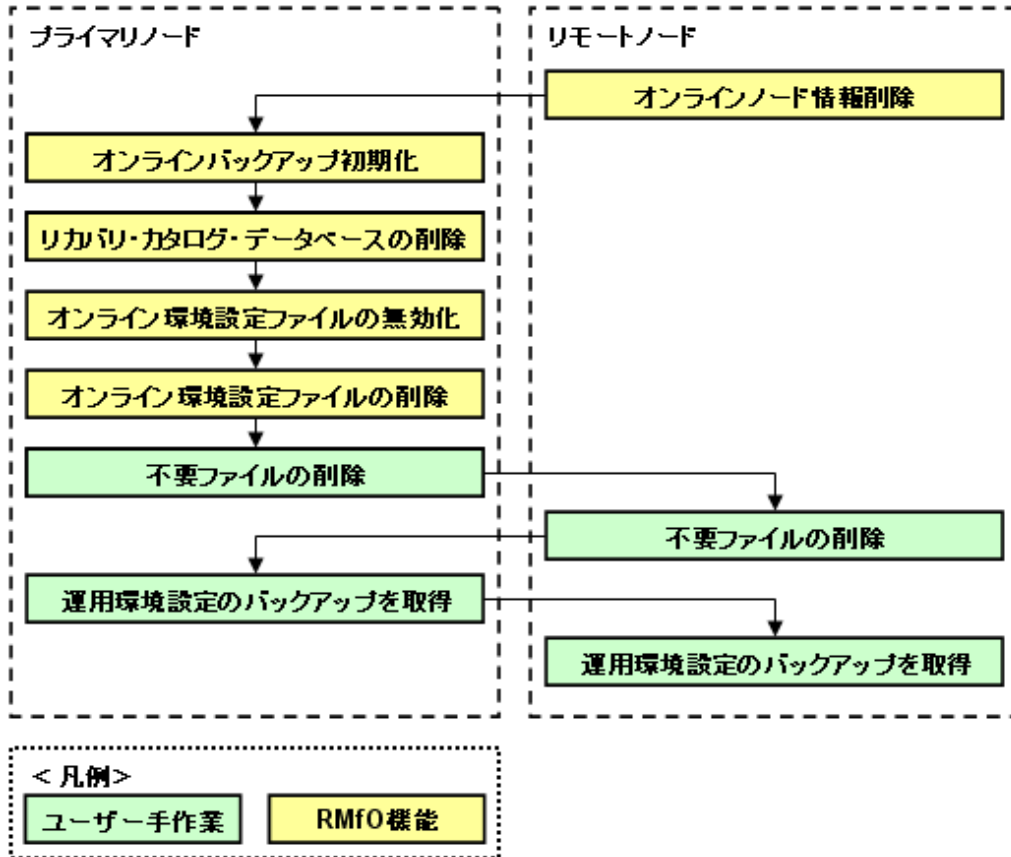 プライマリノード
リモートノード
オンラインノード情報削除
オンラインバックアップ初期化
リカバリ・カタログ・データベースの削除
オンライン環境設定ファイルの無効化
オンライン環境設定ファイルの削除
不要ファイルの削除
不要ファイルの削除
運用環境設定のバックアップを取得
運用環境設定のバックアップを取得
<凡例>
ユーザー手作業
RMfO機能